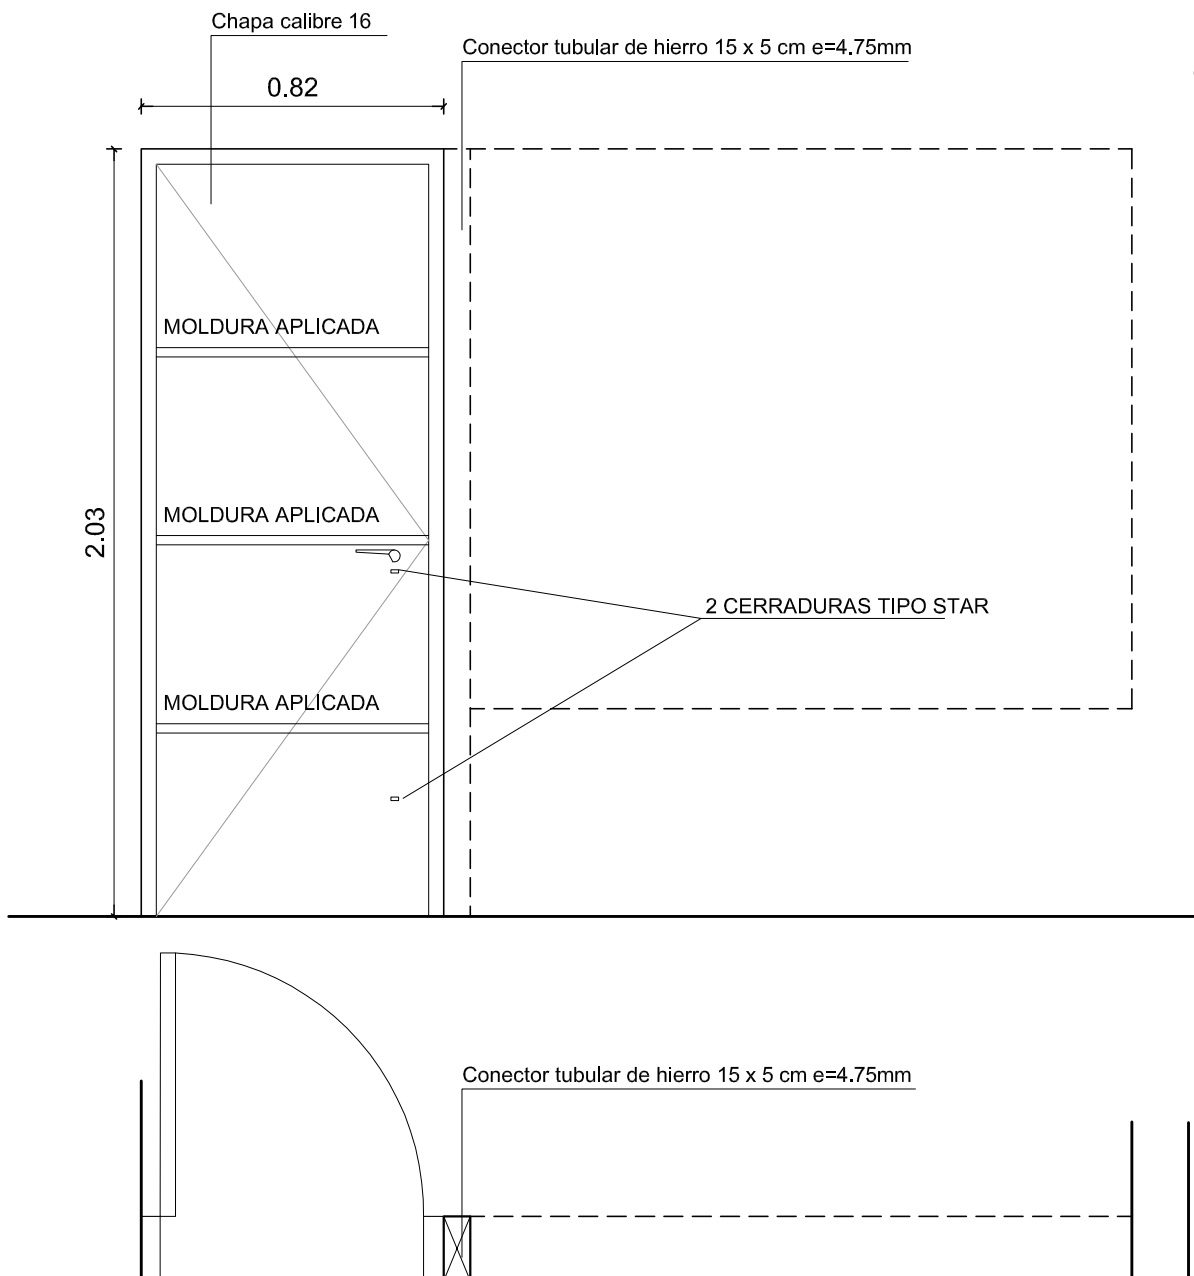 Chapa calibre 16
Conector tubular de hierro 15 x 5 cm e=4.75mm
0.82
MOLDURA APLICADA
MOLDURA APLICADA
2.03
2 CERRADURAS TIPO STAR
MOLDURA APLICADA
Conector tubular de hierro 15 x 5 cm e=4.75mm